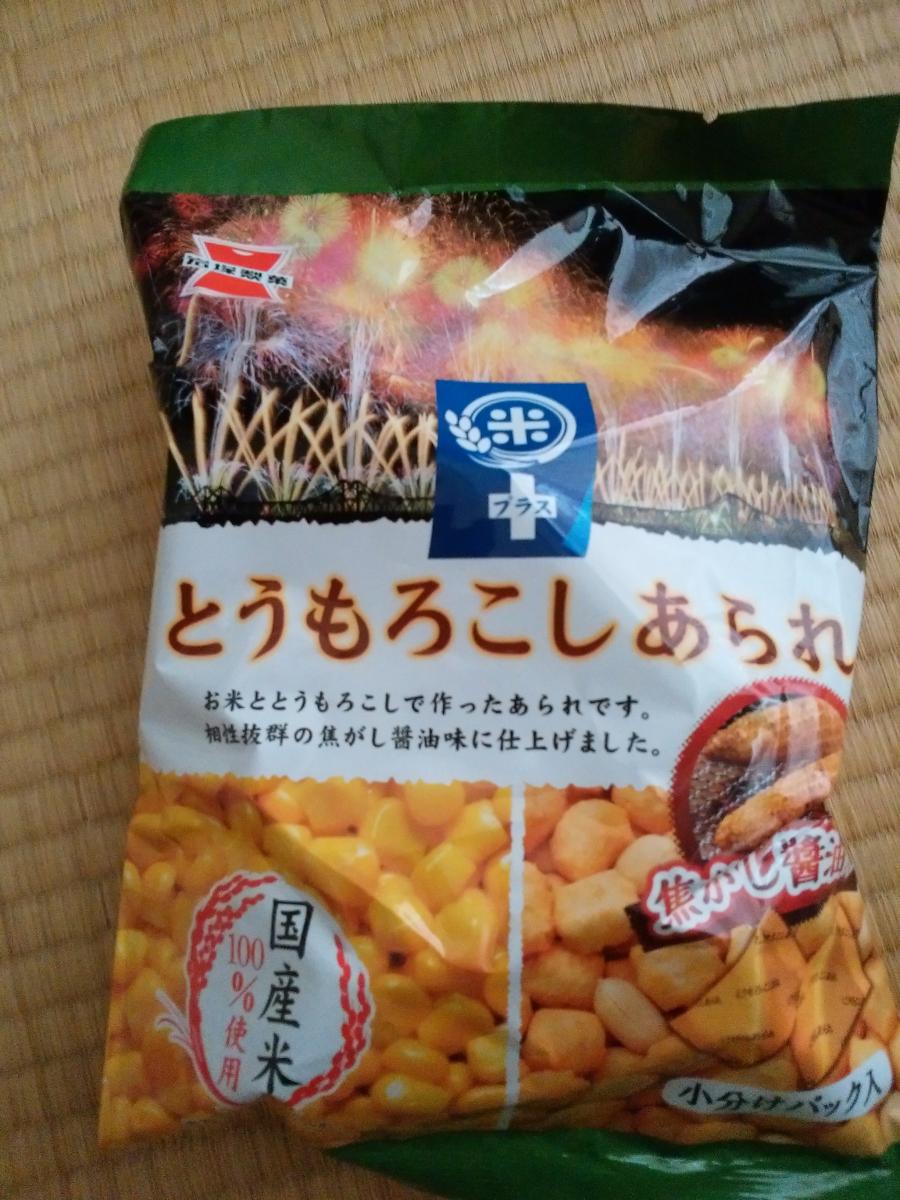 岩塚製菓
米
プラス
とうもろこしあられ
お米ととうもろこしで作ったあられです。
相性抜群の焦がし醤油味に仕上げました。
焦がし醤油
国産米
100%使用
小分けパック入